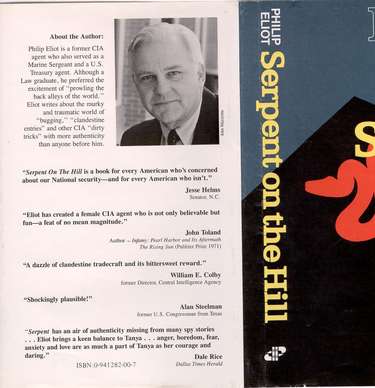 About the Author:
Philip Eliot is a former CIA
agent who also served as a
Marine Sergeant and a U.S.
Treasury agent. Although a
Law graduate, he preferred the
excitement of “prowling the
back alleys of the world.”
Eliot writes about the murky
and traumatic world of
“bugging,” “clandestine
entries” and other CIA “dirty
tricks” with more authenticity
than anyone before him.
“Serpent On The Hill is a book for every American who’s concerned
about our National security—and for every American who isn’t.”
Jesse Helms
Senator, N.C.
“Eliot has created a female CIA agent who is not only believable but
fun—a feat of no mean magnitude.”
John Toland
Author – Infamy: Pearl Harbor and Its Aftermath
The Rising Sun (Pulitzer Prize 1971)
“A dazzle of clandestine tradecraft and its bittersweet reward.”
William E. Colby
former Director, Central Intelligence Agency
“Shockingly plausible!”
Alan Steelman
former U.S. Congressman from Texas
“Serpent has an air of authenticity missing from many spy stories
. . . Eliot brings a keen balance to Tanya . . . anger, boredom, fear,
anxiety and love are as much a part of Tanya as her courage and
daring.”
Dale Rice
Dallas Times Herald
ISBN:0-941282-00-7
PHILIP
ELIOT
Serpent on the Hill
S